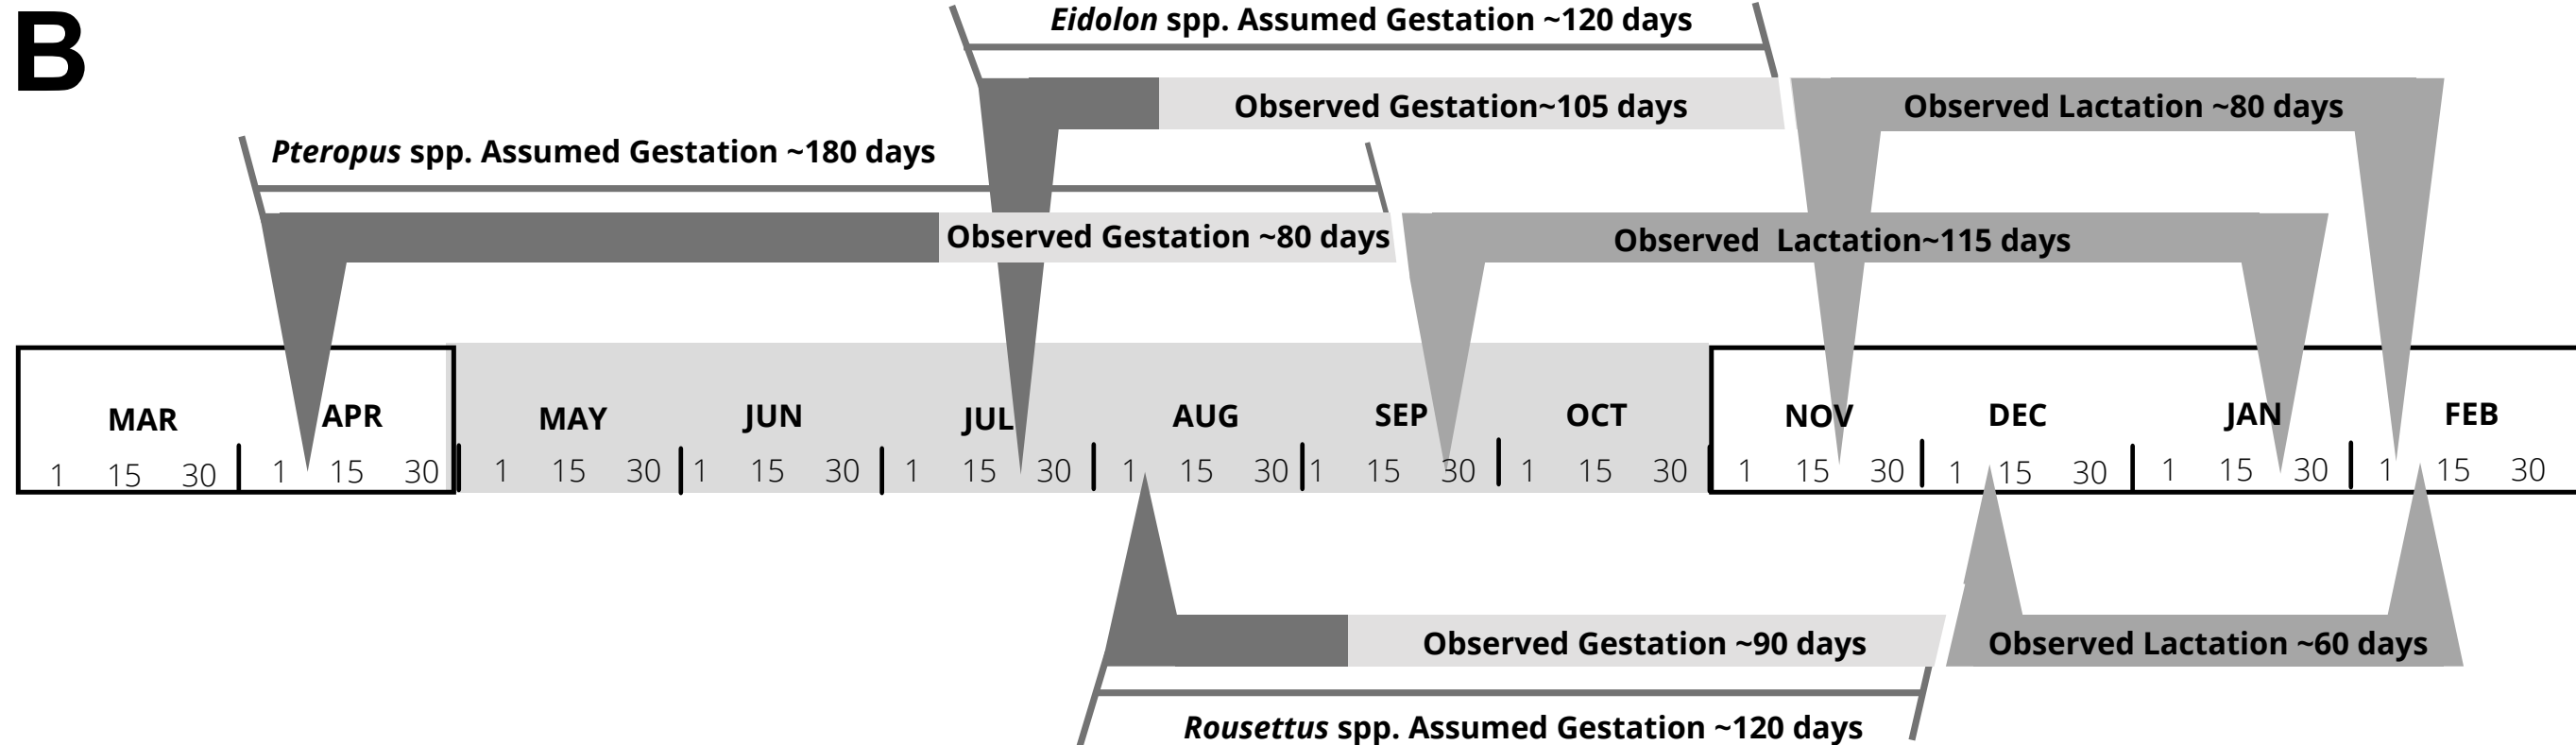 B
Eidolon spp. Assumed Gestation ~120 days
Observed Gestation~105 days
Observed Lactation ~80 days
Pteropus spp. Assumed Gestation ~180 days
Observed Gestation ~80 days
Observed  Lactation~115 days
MAR APR MAY JUN JUL AUG SEP OCT NOV DEC JAN FEB
1 15 30 1 15 30 1 15 30 1 15 30 1 15 30 1 15 30 1 15 30 1 15 30 1 15 30 1 15 30 1 15 30 1 15 30
Observed Gestation ~90 days
Observed Lactation ~60 days
Rousettus spp. Assumed Gestation ~120 days